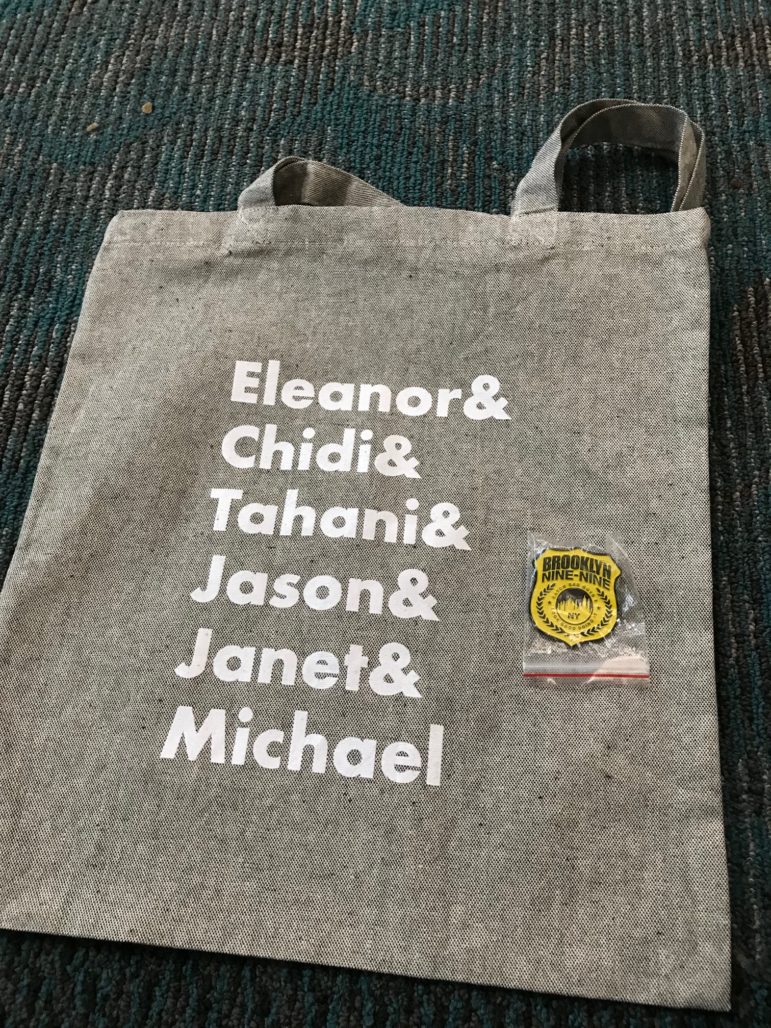 Eleanor&
Chidi&
Tahani&
Jason&
Janet&
Michael
BROOKLYN
NINE-NINE
NY